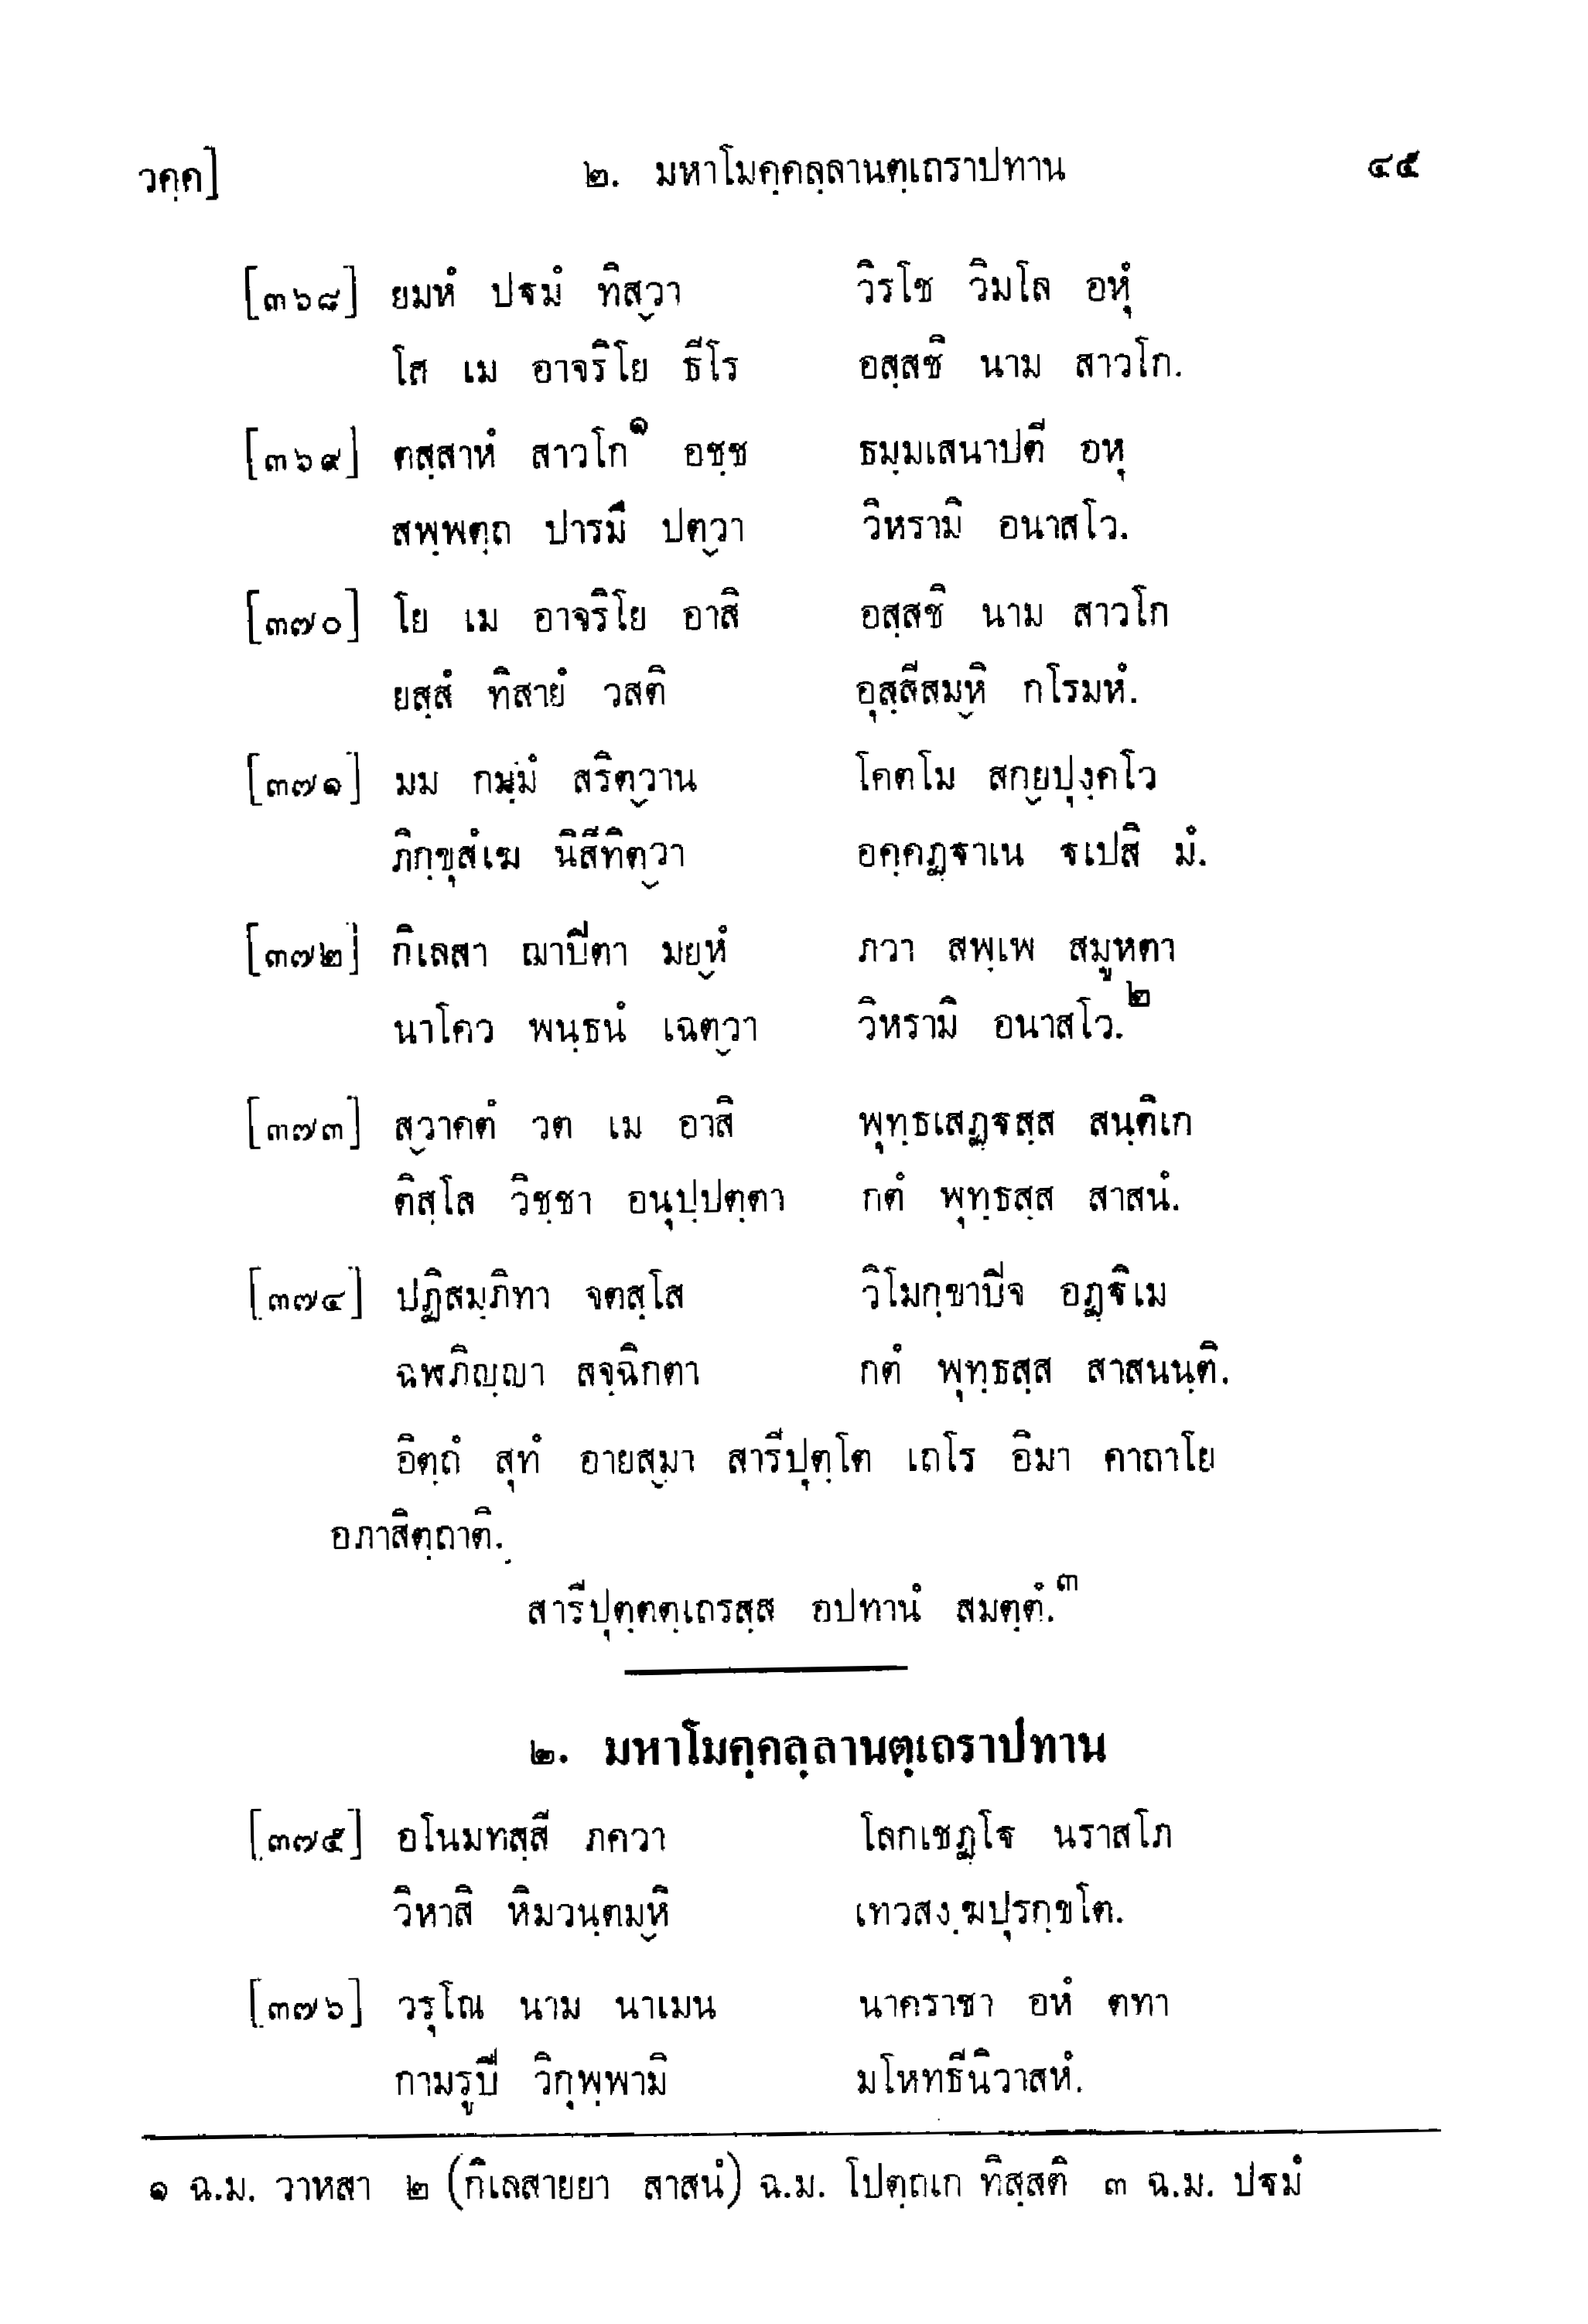 วคฺค] ๒. มหาโมคฺคลฺลานตฺเถราปทาน ๔๕
[๓๖๘] ยมหํ ปฐมํ ทิสฺวา วิรโช วิมโล อหุํ
โส เม อาจริโย ธีโร อสฺสชิ นาม สาวโก.
[๓๖๙] ตสฺสาหํ สาวโก๑ อชฺช ธมฺมเสนาปตี อหุ
สพฺพตฺถ ปารมึ ปตฺวา วิหรามิ อนาสโว.
[๓๗๐] โย เม อาจริโย อาสิ อสฺสชิ นาม สาวโก
ยสฺสํ ทิสายํ วสติ อุสฺสีสมฺหิ กโรมหํ.
[๓๗๑] มม กมฺมํ สริตฺวาน โคตโม สกฺยปุงฺคโว
ภิกฺขุสํเฆ นิสีทิตฺวา อคฺคฏฺฐาเน ฐเปสิ มํ.
[๓๗๒] กิเลสา ฌาปิตา มยฺหํ ภวา สพฺเพ สมูหตา
นาโคว พนฺธนํ เฉตฺวา วิหรามิ อนาสโว.๒
[๓๗๓] สฺวาคตํ วต เม อาสิ พุทฺธเสฏฺฐสฺส สนฺติเก
ติสฺโส วิชฺชา อนุปฺปตฺตา กตํ พุทฺธสฺส สาสนํ.
[๓๗๔] ปฏิสมฺภิทา จตสฺโส วิโมกฺขาปิจ อฏฺฐิเม
ฉฬภิญฺญา สจฺฉิกตา กตํ พุทฺธสฺส สาสนนฺติ.
อิตฺถํ สุทํ อายสฺมา สารีปุตฺโต เถโร อิมา คาถาโย
อภาสิตฺถาติ.
สารีปุตฺตตฺเถรสฺส อปทานํ สมตฺตํ.๓
๒. มหาโมคฺคลฺลานตฺเถราปทาน
[๓๗๕] อโนมทสฺสี ภควา โลกเชฏฺโฐ นราสโภ
วิหาสิ หิมวนฺตมฺหิ เทวสงฺฆปุรกฺขโต.
[๓๗๖] วรุโณ นาม นาเมน นาคราชา อหํ ตทา
กามรูปี วิกุพฺพามิ มโหทธีนิวาสหํ.
๑ ฉ.ม. วาหสา ๒ (กิเลสายยา สาสนํ) ฉ.ม. โปตฺถเก ทิสฺสติ ๓ ฉ.ม. ปฐมํ